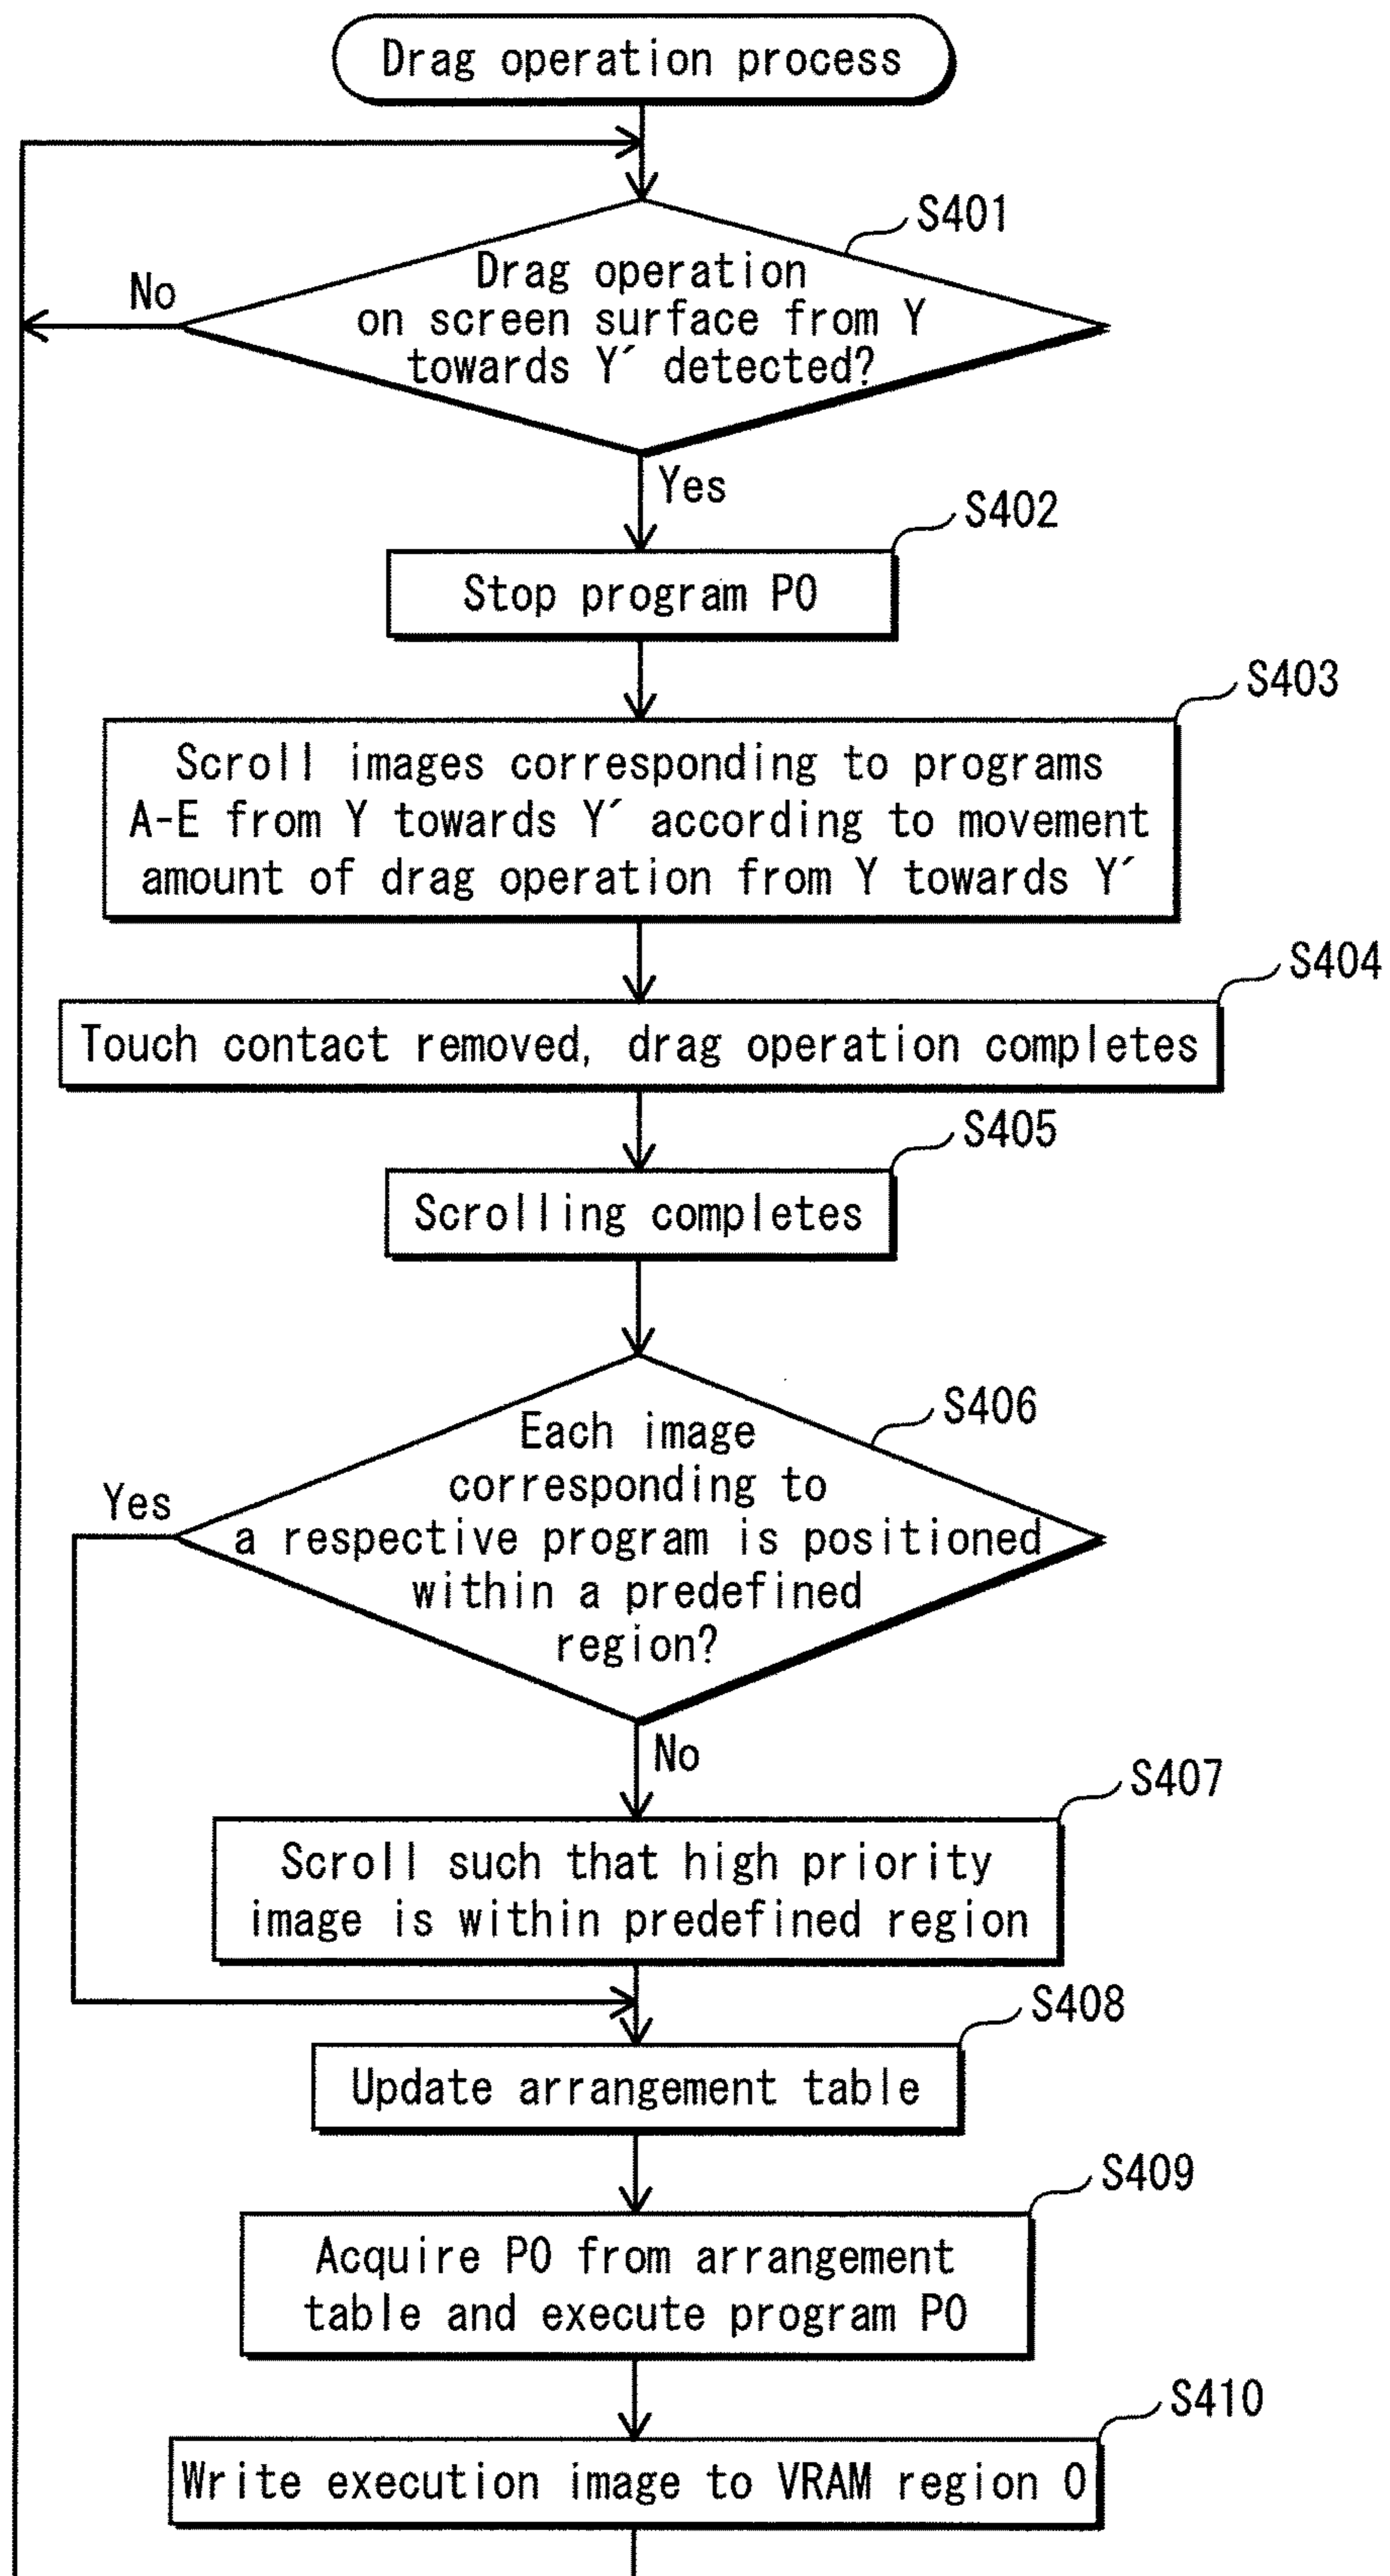 Drag operation process
S401
Drag operation
on screen surface from Y
towards Y´ detected?
No
Yes
S402
Stop program P0
S403
Scroll images corresponding to programs
A-E from Y towards Y´ according to movement
amount of drag operation from Y towards Y´
S404
Touch contact removed, drag operation completes
S405
Scrolling completes
S406
Each image
corresponding to
a respective program is positioned
within a predefined
region?
Yes
No
S407
Scroll such that high priority
image is within predefined region
S408
Update arrangement table
S409
Acquire P0 from arrangement
table and execute program P0
S410
Write execution image to VRAM region 0